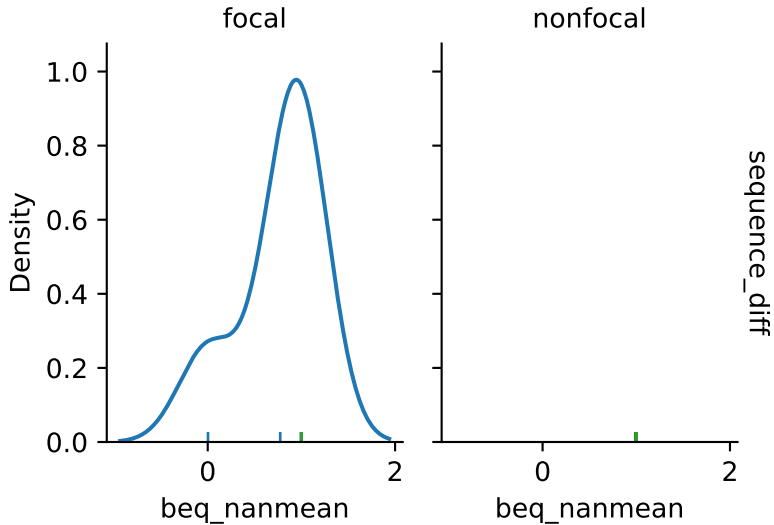 focal
nonfocal
1.0
0.8
0.6
0.4
0.2
0.0
Density
sequence_diff
0 2
0 2
beq_nanmean
beq_nanmean